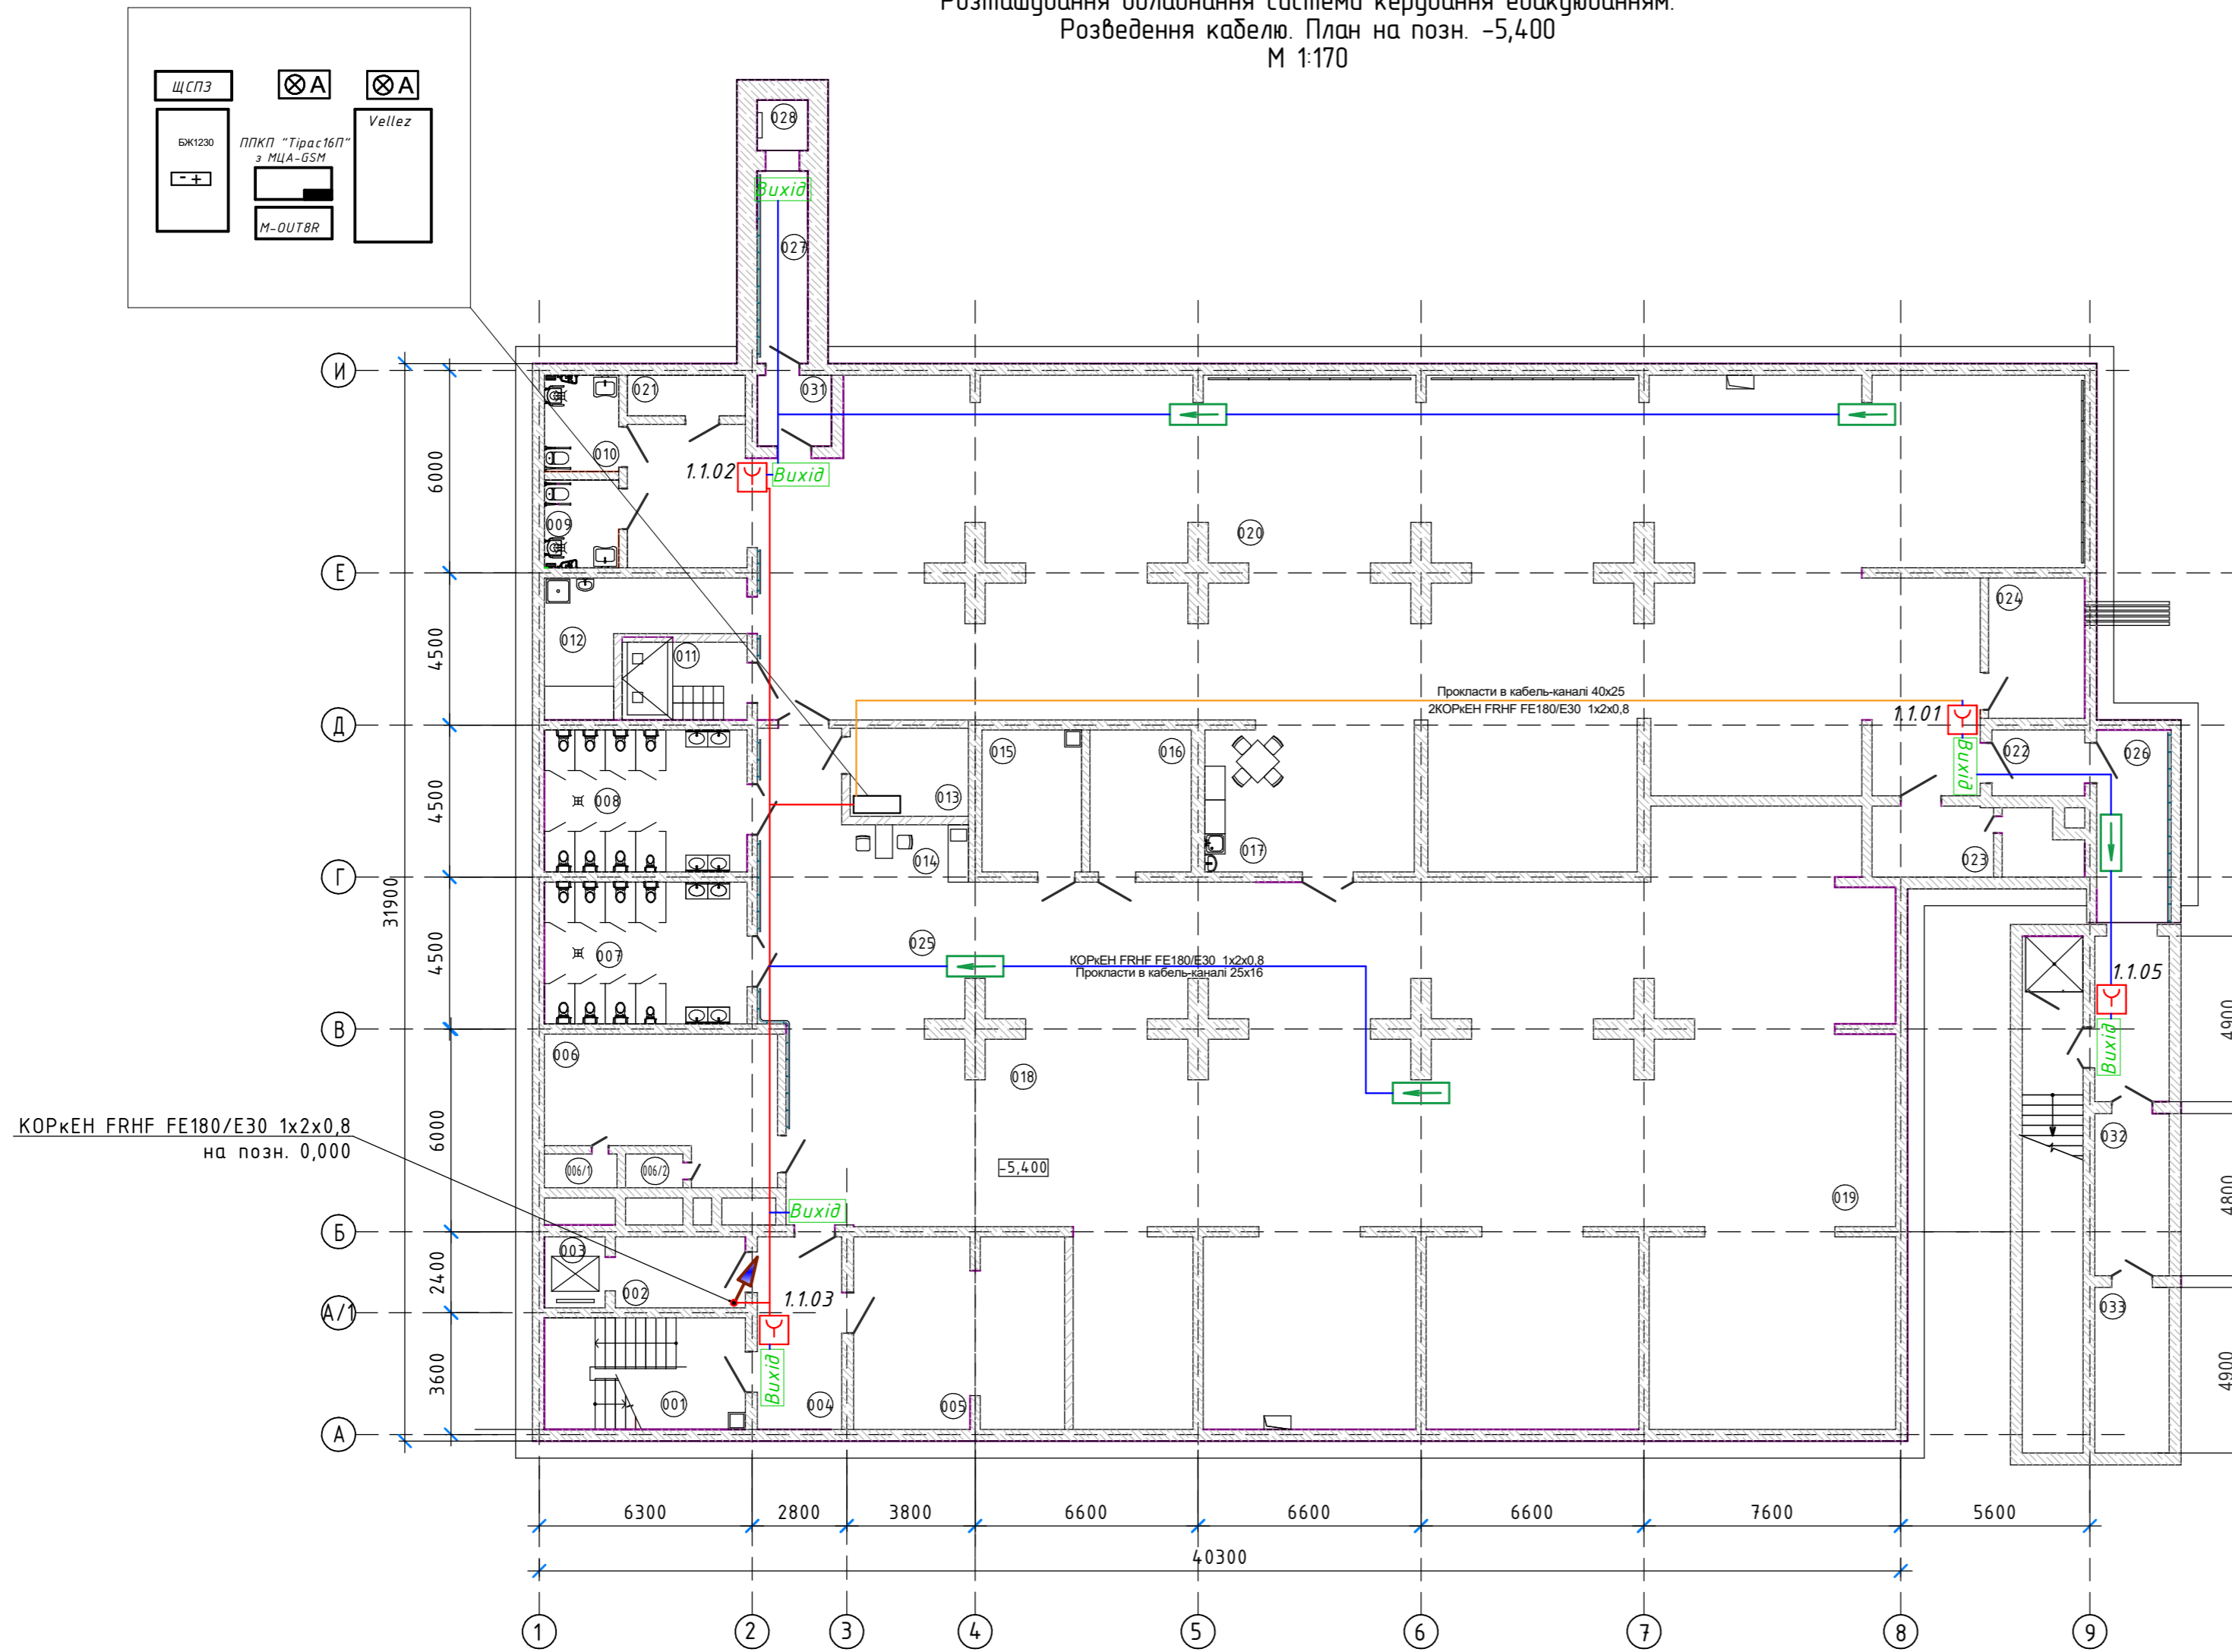 Розташування обладнання системи керування евакуюванням.
Розведення кабелю. План на позн. -5,400
М 1:170
ЩСПЗ
А
А
БЖ1230
- +
ППКП "Тірас16П"
з МЦА-GSM
M-OUT8R
Vellez
028
Вихід
027
И
021
031
6000
010
1.1.02
Вихід
009
020
Е
024
012
011
4500
Прокласти в кабель-каналі 40х25
2КОРкЕН FRHF FE180/E30 1х2х0,8
1.1.01
Д
015
016
Вихід
022
026
4500
008
013
014
017
023
Г
31900
4500
007
025
КОРкЕН FRHF FE180/E30 1х2х0,8
Прокласти в кабель-каналі 25х16
1.1.05
4900
В
Вихід
006
018
КОРкЕН FRHF FE180/E30 1х2х0,8
на позн. 0,000
6000
032
006/1
006/2
-5,400
019
4800
Вихід
Б
003
2400
002
1.1.03
033
А/1
3600
Вихід
4900
001
004
005
А
6300
2800
3800
6600
6600
6600
7600
5600
40300
1
2
3
4
5
6
7
8
9